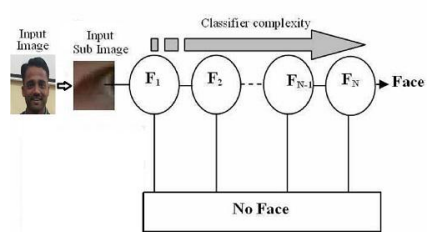 Classifier complexity
Input
Image
Input
Sub Image
F1
F2
FN-1
FN
Face
No Face